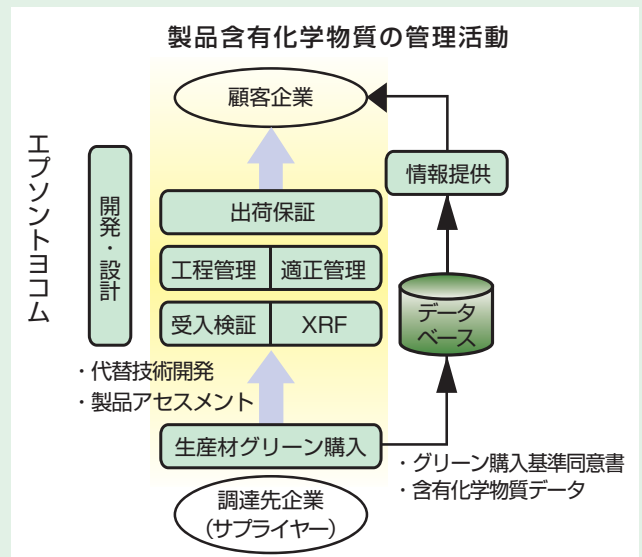 製品含有化学物質の管理活動
顧客企業
エプソントヨコム
開発・設計
情報提供
出荷保証
工程管理 適正管理
受入検証 XRF
データ
ベース
・代替技術開発
・製品アセスメント
生産材グリーン購入
・グリーン購入基準同意書
・含有化学物質データ
調達先企業
(サプライヤー)